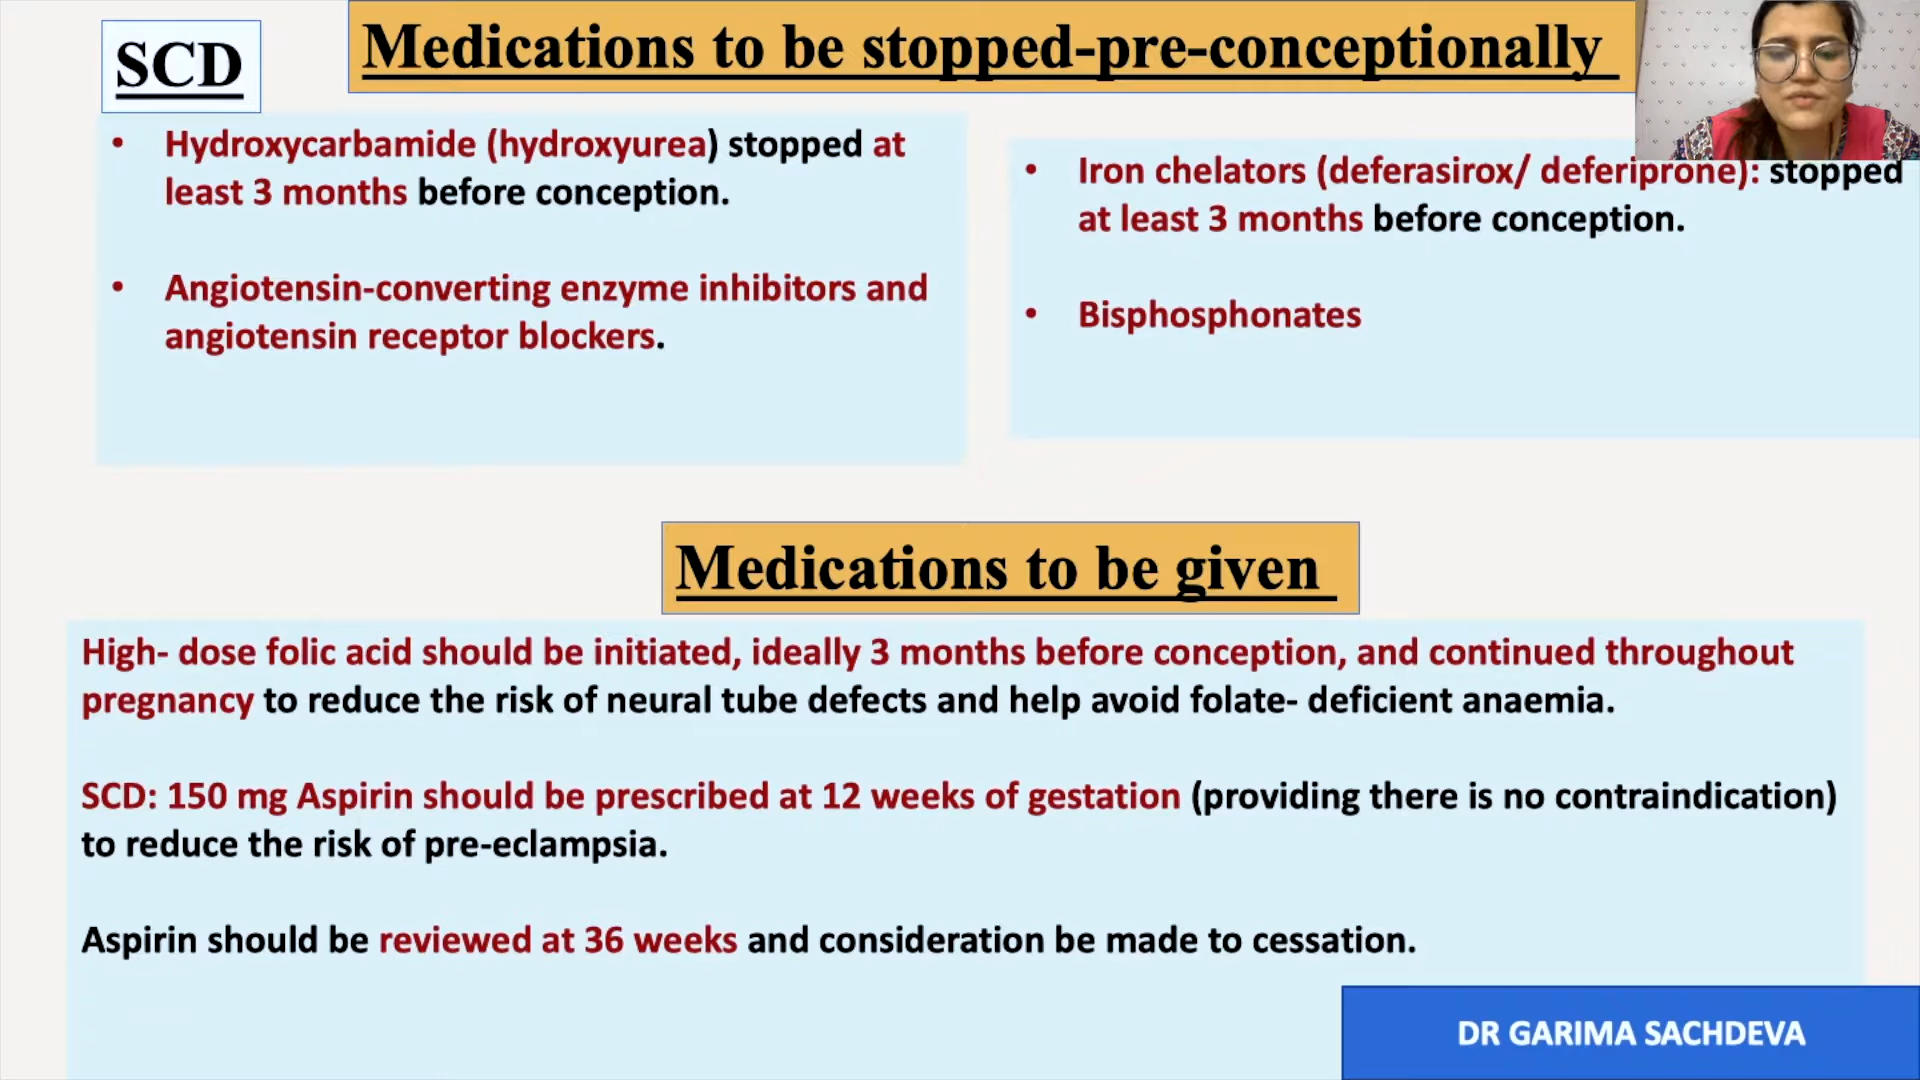 SCD
Medications to be stopped-pre-conceptionally
• Hydroxycarbamide (hydroxyurea) stopped at
least 3 months before conception.
• Angiotensin-converting enzyme inhibitors and
angiotensin receptor blockers.
• Iron chelators (deferasirox/ deferiprone): stopped
at least 3 months before conception.
• Bisphosphonates
Medications to be given
High- dose folic acid should be initiated, ideally 3 months before conception, and continued throughout
pregnancy to reduce the risk of neural tube defects and help avoid folate- deficient anaemia.
SCD: 150 mg Aspirin should be prescribed at 12 weeks of gestation (providing there is no contraindication)
to reduce the risk of pre-eclampsia.
Aspirin should be reviewed at 36 weeks and consideration be made to cessation.
DR GARIMA SACHDEVA